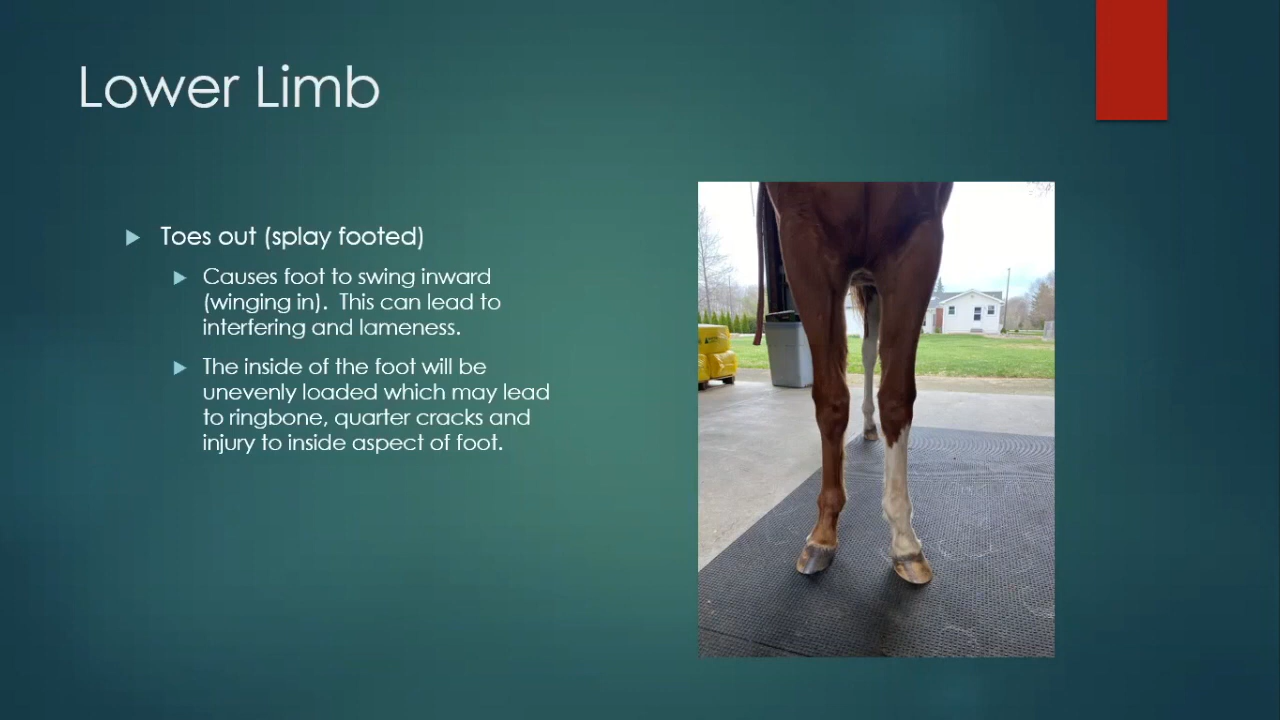 Lower Limb
Toes out (splay footed)
Causes foot to swing inward
(winging in).  This can lead to
interfering and lameness.
The inside of the foot will be
unevenly loaded which may lead
to ringbone, quarter cracks and
injury to inside aspect of foot.